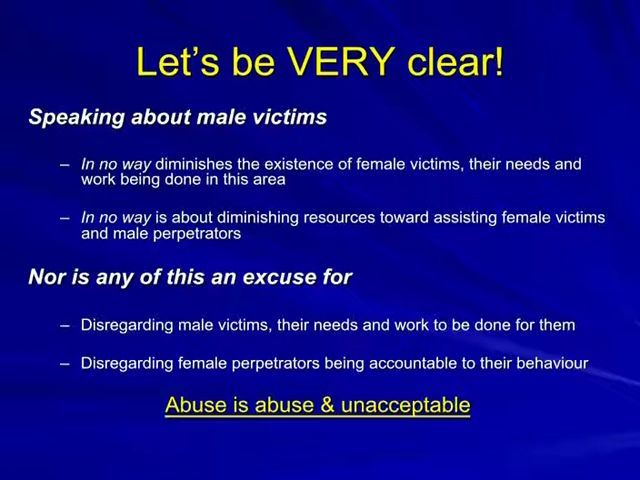 Let's be VERY clear!
Speaking about male victims
– In no way diminishes the existence of female victims, their needs and
work being done in this area
– In no way is about diminishing resources toward assisting female victims
and male perpetrators
Nor is any of this an excuse for
– Disregarding male victims, their needs and work to be done for them
– Disregarding female perpetrators being accountable to their behaviour
Abuse is abuse & unacceptable